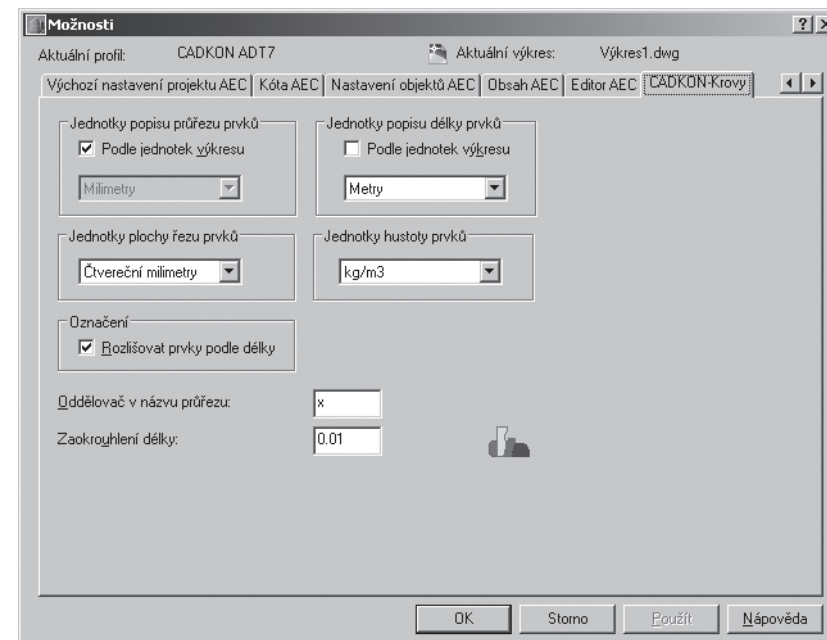 Možnosti
Aktuální profil: CADKON ADT7 Aktuální výkres: Výkres1.dwg
Výchozí nastavení projektu AEC Kóta AEC Nastavení objektů AEC Obsah AEC Editor AEC CADKON-Krovy
Jednotky popisu průřezu prvků Jednotky popisu délky prvků
Podle jednotek výkresu Podle jednotek výkresu
Milimetry Metry
Jednotky plochy řezu prvků Jednotky hustoty prvků
Čtvereční milimetry kg/m3
Označení
Rozlišovat prvky podle délky
Oddělovač v názvu průřezu: x
Zaokrouhlení délky: 0.01
OK Storno Použít Nápověda